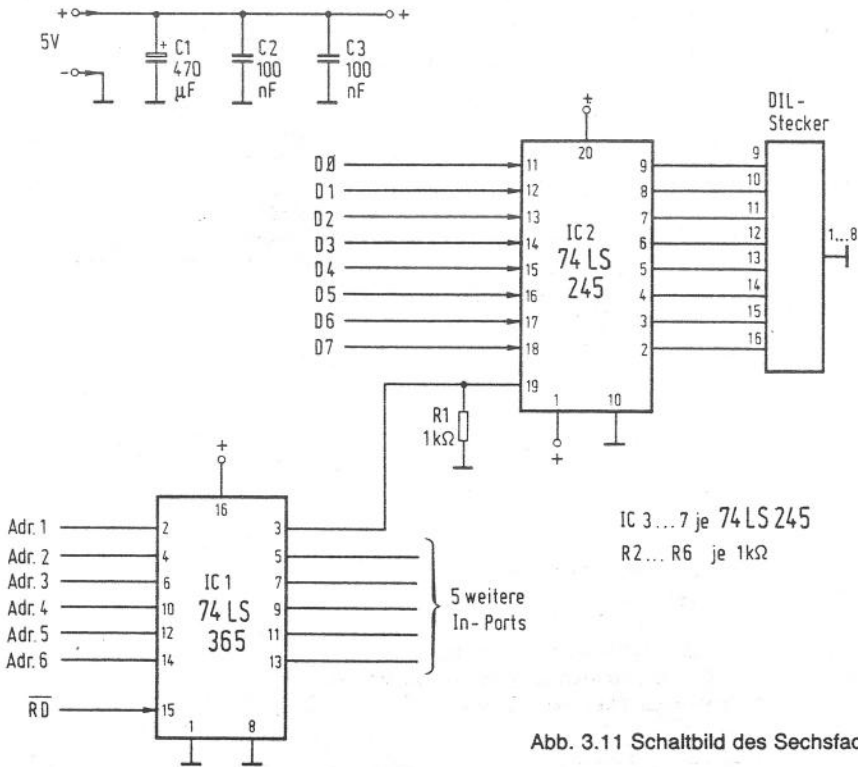 + +
5V
-
+ C1
470
µF
C2
100
nF
C3
100
nF
DIL-
Stecker
+
20
D0 11 9 9
D1 12 8 10
D2 13 7 11
D3 14 6 12
D4 15 5 13
D5 16 4 14
D6 17 3 15
D7 18 2 16
IC2
74 LS
245
1...8
19
1 10
+
R1
1kΩ
+
16
Adr. 1 2 3
Adr. 2 4 5
Adr. 3 6 7
Adr. 4 10 9
Adr. 5 12 11
Adr. 6 14 13
IC1
74 LS
365
R̅D̅ 15
1 8
5 weitere
In-Ports
IC 3...7 je 74 LS 245
R2... R6 je 1kΩ
Abb. 3.11 Schaltbild des Sechsfac